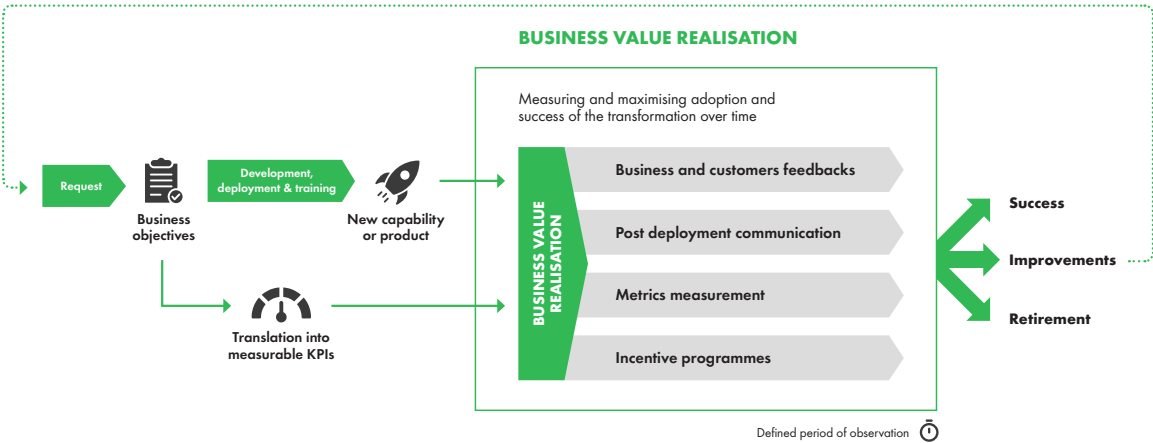 BUSINESS VALUE REALISATION
Measuring and maximising adoption and
success of the transformation over time
Request
Business
objectives
Development,
deployment & training
New capability
or product
Translation into
measurable KPIs
BUSINESS VALUE
REALISATION
Business and customers feedbacks
Post deployment communication
Metrics measurement
Incentive programmes
Success
Improvements
Retirement
Defined period of observation